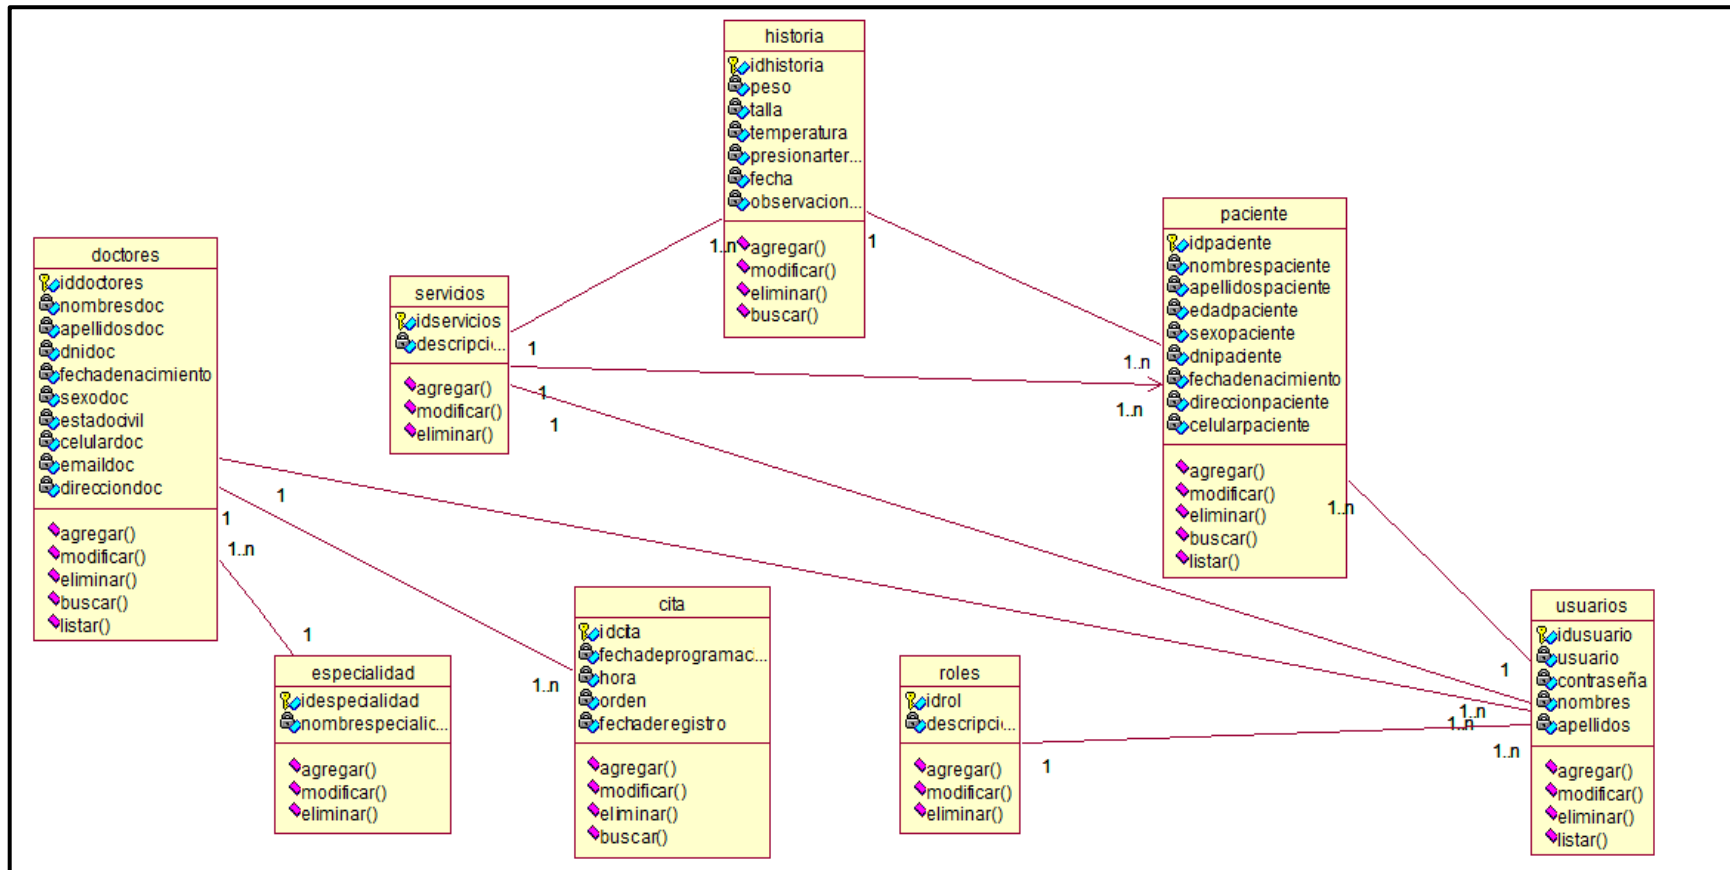 historia
idhistoria
peso
talla
temperatura
presionarter...
fecha
observacion...
agregar()
modificar()
eliminar()
buscar()
1..n
1
paciente
idpaciente
nombrespaciente
apellidospaciente
edadpaciente
sexopaciente
dnipaciente
fechadenacimiento
direccionpaciente
celularpaciente
agregar()
modificar()
eliminar()
buscar()
listar()
1..n
1..n
1..n
doctores
iddoctores
nombresdoc
apellidosdoc
dnidoc
fechadenacimiento
sexodoc
estadocivil
celulardoc
emaildoc
direcciondoc
agregar()
modificar()
eliminar()
buscar()
listar()
1
1
1..n
servicios
idservicios
descripci...
agregar()
modificar()
eliminar()
1
1
1
especialidad
idespecialidad
nombrespecialic...
agregar()
modificar()
eliminar()
1
cita
idcita
fechadeprogramac...
hora
orden
fechaderegistro
agregar()
modificar()
eliminar()
buscar()
1..n
roles
idrol
descripci...
agregar()
modificar()
eliminar()
1
usuarios
idusuario
usuario
contraseña
nombres
apellidos
agregar()
modificar()
eliminar()
listar()
1
1..n
1..n
1..n